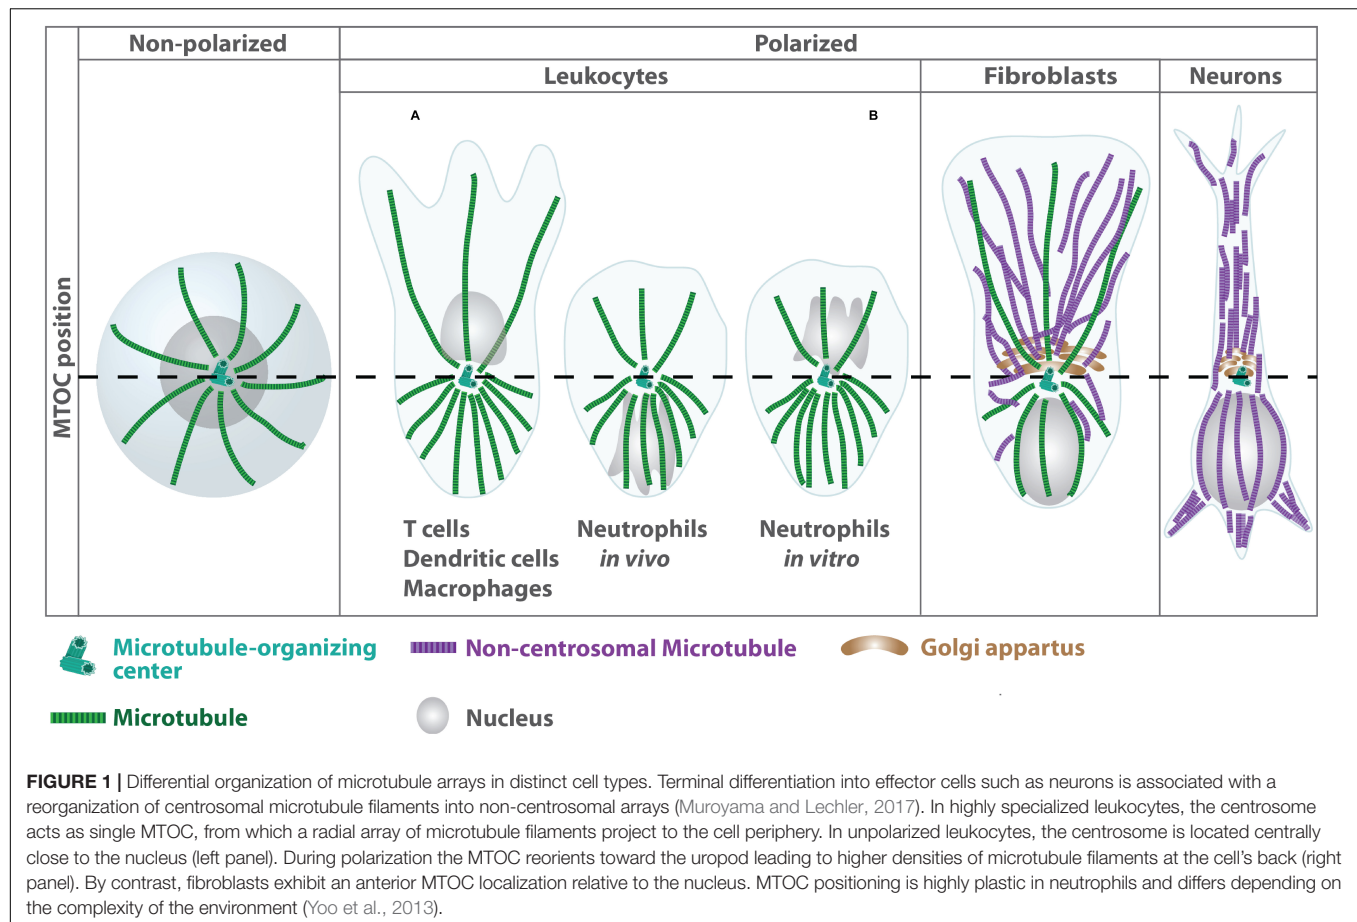 Non-polarized
Polarized
Leukocytes
Fibroblasts
Neurons
A
B
MTOC position
T cells
Dendritic cells
Macrophages
Neutrophils
in vivo
Neutrophils
in vitro
Microtubule-organizing
center
Non-centrosomal Microtubule
Golgi appartus
Microtubule
Nucleus
FIGURE 1 | Differential organization of microtubule arrays in distinct cell types. Terminal differentiation into effector cells such as neurons is associated with a
reorganization of centrosomal microtubule filaments into non-centrosomal arrays (Muroyama and Lechler, 2017). In highly specialized leukocytes, the centrosome
acts as single MTOC, from which a radial array of microtubule filaments project to the cell periphery. In unpolarized leukocytes, the centrosome is located centrally
close to the nucleus (left panel). During polarization the MTOC reorients toward the uropod leading to higher densities of microtubule filaments at the cell's back (right
panel). By contrast, fibroblasts exhibit an anterior MTOC localization relative to the nucleus. MTOC positioning is highly plastic in neutrophils and differs depending on
the complexity of the environment (Yoo et al., 2013).